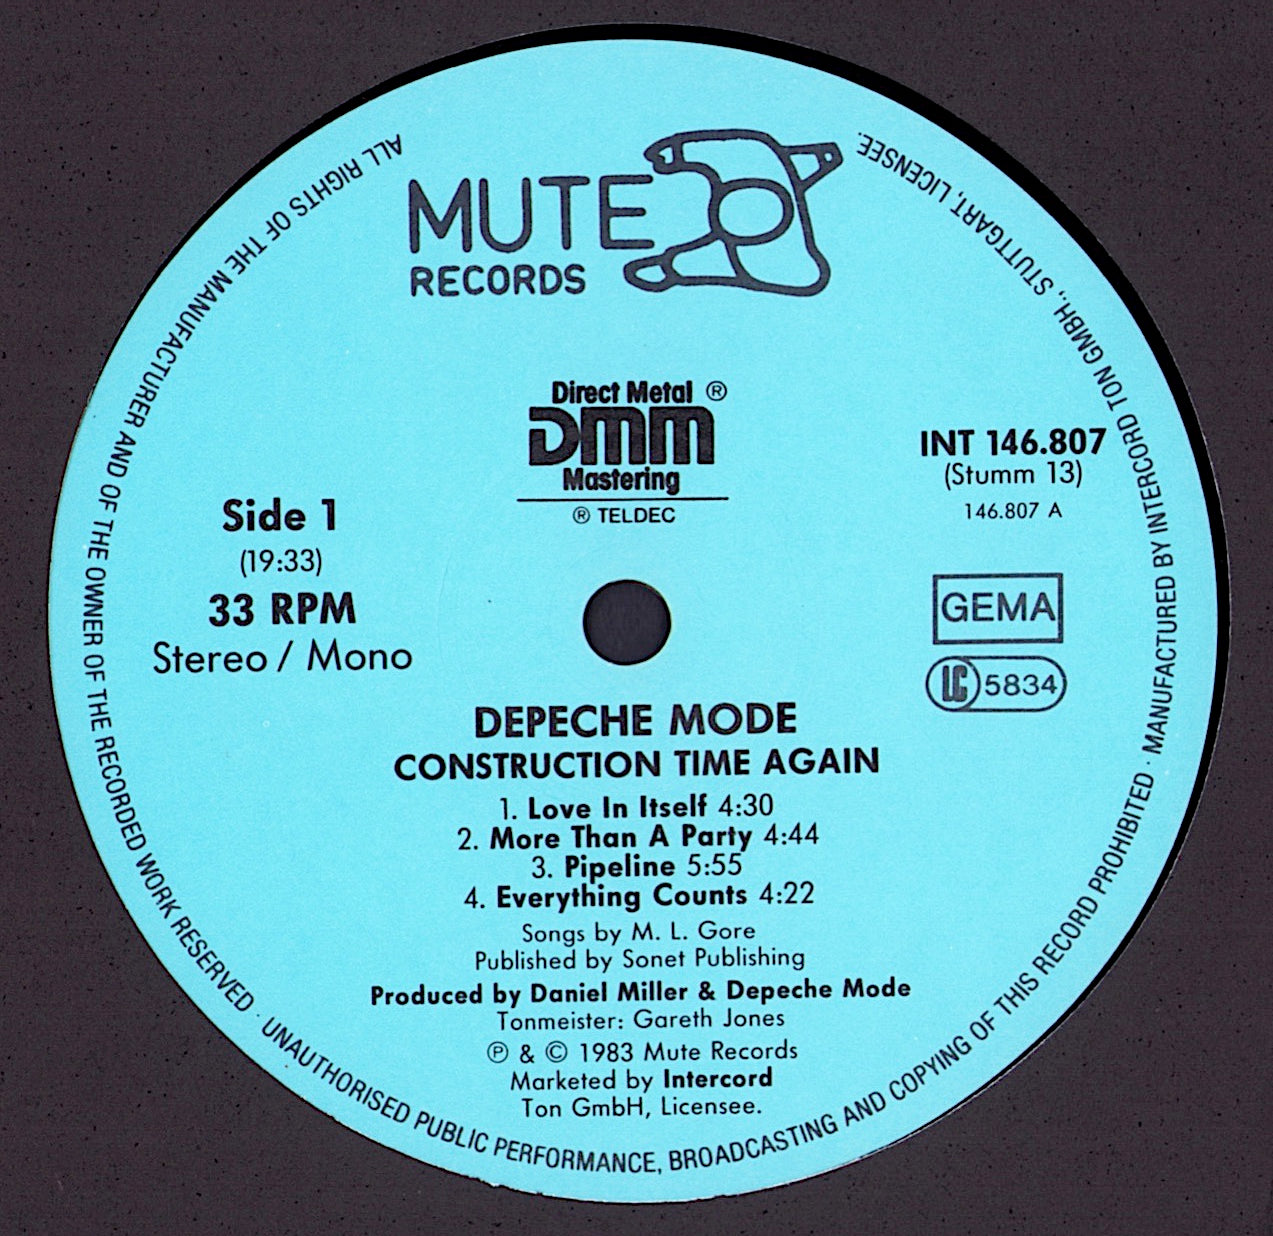 MUTE
RECORDS
Direct Metal ®
DMM
Mastering
® TELDEC
INT 146.807
(Stumm 13)
146.807 A
Side 1
(19:33)
33 RPM
Stereo / Mono
GEMA
LC 5834
DEPECHE MODE
CONSTRUCTION TIME AGAIN
1. Love In Itself 4:30
2. More Than A Party 4:44
3. Pipeline 5:55
4. Everything Counts 4:22
Songs by M. L. Gore
Published by Sonet Publishing
Produced by Daniel Miller & Depeche Mode
Tonmeister: Gareth Jones
Ⓟ & © 1983 Mute Records
Marketed by Intercord
Ton GmbH, Licensee.
ALL RIGHTS OF THE MANUFACTURER AND OF THE OWNER OF THE RECORDED WORK RESERVED · UNAUTHORISED PUBLIC PERFORMANCE, BROADCASTING AND COPYING OF THIS RECORD PROHIBITED · MANUFACTURED BY INTERCORD TON GMBH., STUTTGART, LICENSEE.